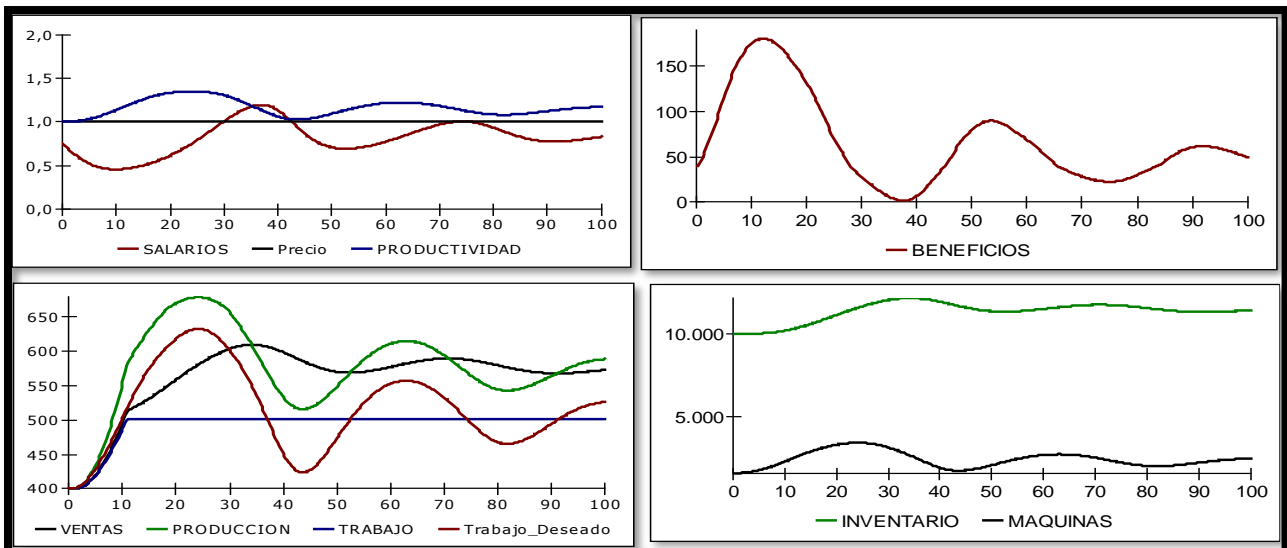 2,0
1,5
1,0
0,5
0,0
0 10 20 30 40 50 60 70 80 90 100
SALARIOS Precio PRODUCTIVIDAD
150
100
50
0
0 10 20 30 40 50 60 70 80 90 100
BENEFICIOS
650
600
550
500
450
400
0 10 20 30 40 50 60 70 80 90 100
VENTAS PRODUCCION TRABAJO Trabajo_Deseado
10.000
5.000
0 10 20 30 40 50 60 70 80 90 100
INVENTARIO MAQUINAS